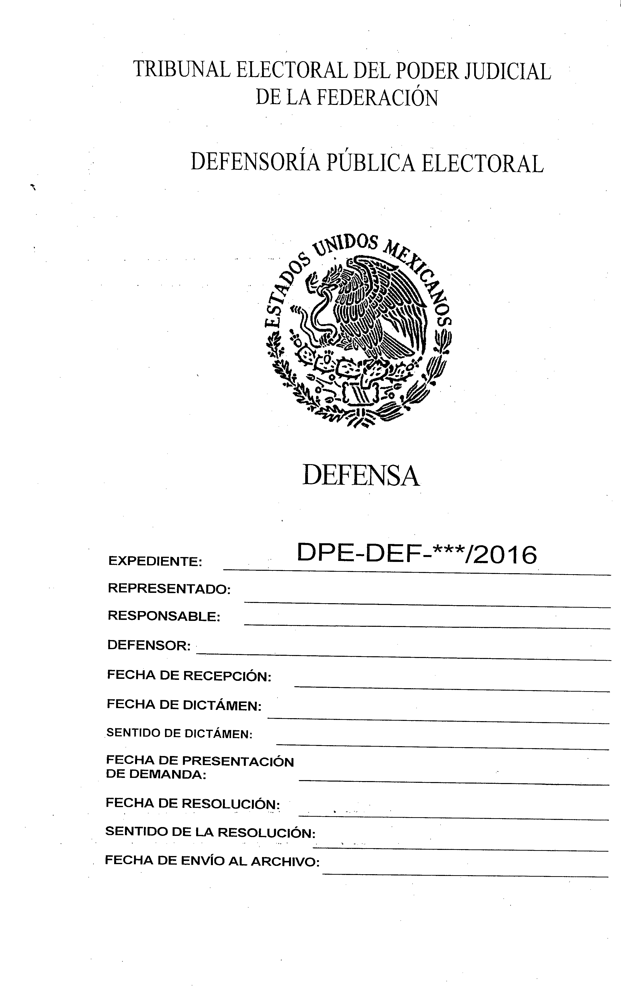 TRIBUNAL ELECTORAL DEL PODER JUDICIAL
DE LA FEDERACIÓN
DEFENSORÍA PÚBLICA ELECTORAL
ESTADOS UNIDOS MEXICANOS
DEFENSA
EXPEDIENTE: DPE-DEF-***/2016
REPRESENTADO:
RESPONSABLE:
DEFENSOR:
FECHA DE RECEPCIÓN:
FECHA DE DICTÁMEN:
SENTIDO DE DICTÁMEN:
FECHA DE PRESENTACIÓN
DE DEMANDA:
FECHA DE RESOLUCIÓN:
SENTIDO DE LA RESOLUCIÓN:
FECHA DE ENVÍO AL ARCHIVO: